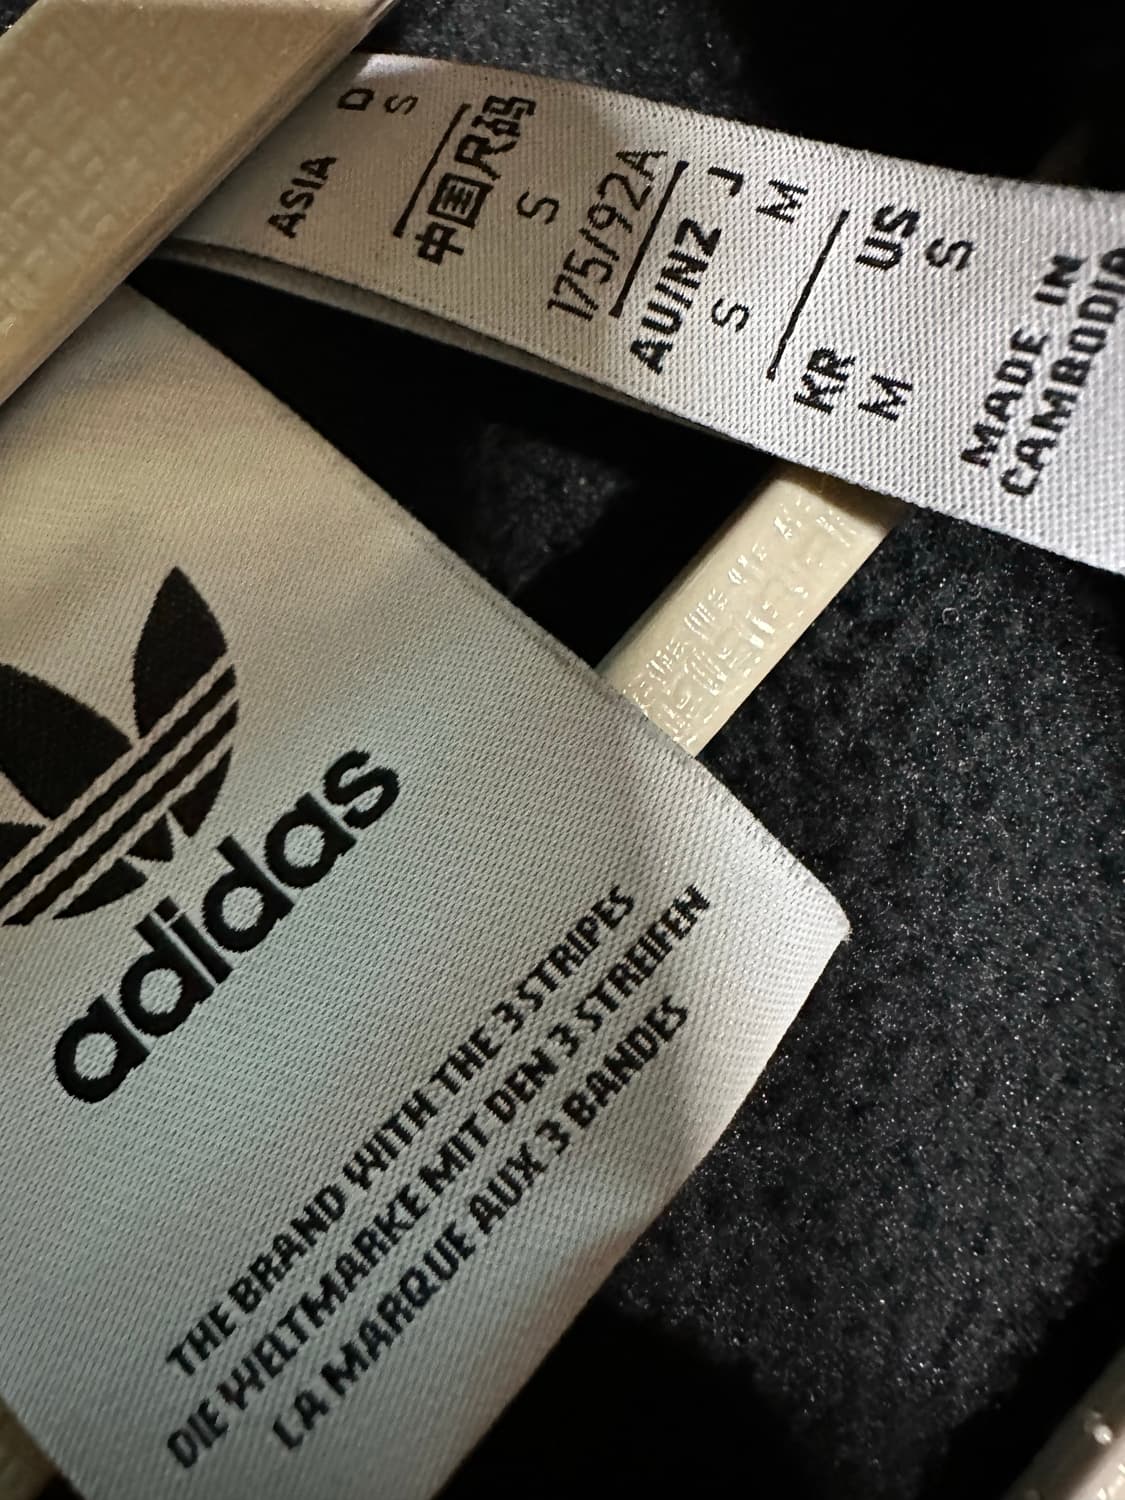 ASIA
D
S
中国尺码
S
175/92A
AU/NZ
S
J
M
KR
M
US
S
MADE IN
CAMBODIA
adidas
THE BRAND WITH THE 3 STRIPES
DIE WELTMARKE MIT DEN 3 STREIFEN
LA MARQUE AUX 3 BANDES